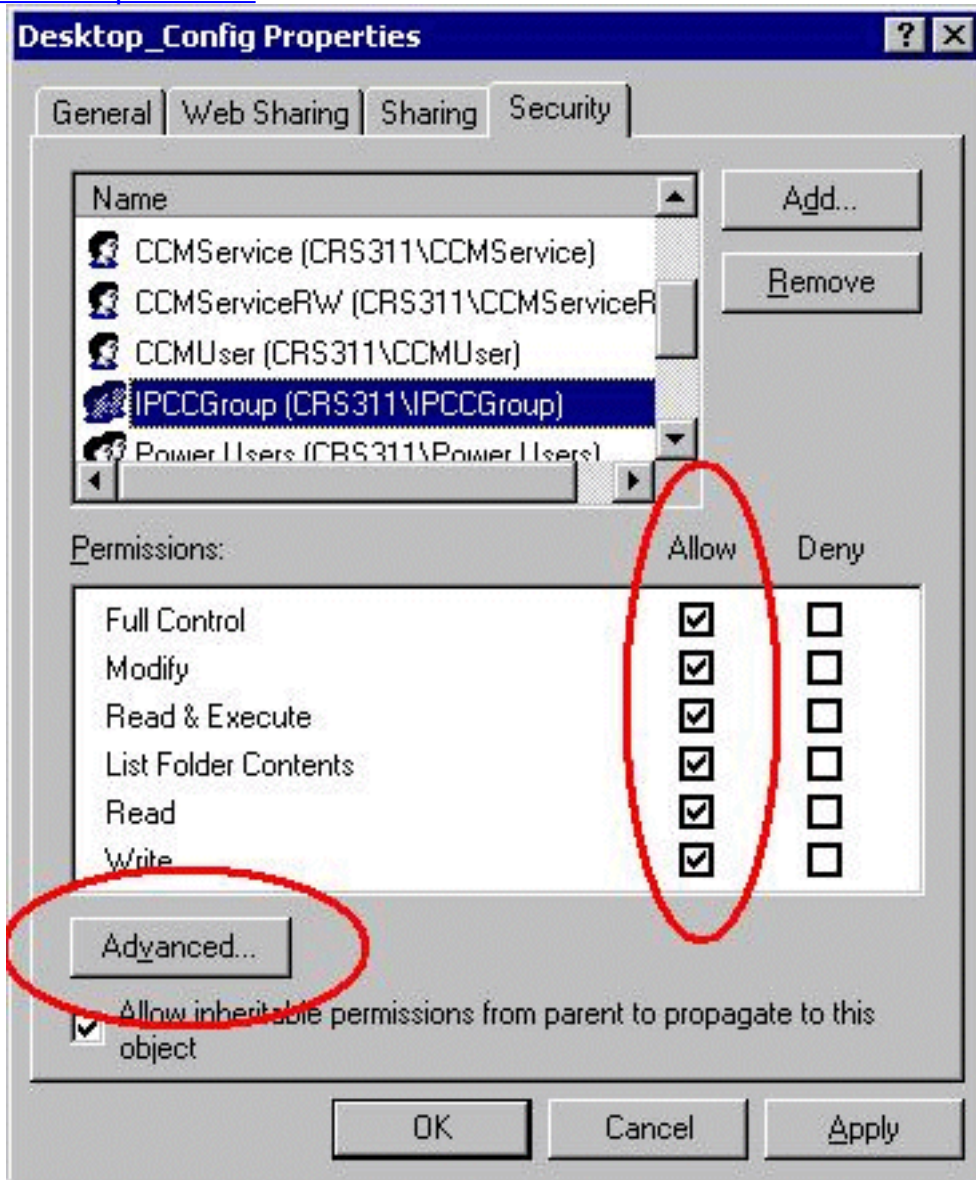 Desktop_Config Properties
General Web Sharing Sharing Security
Name
Add...
CCMService (CRS311\CCMService)
Remove
CCMServiceRW (CRS311\CCMServiceR
CCMUser (CRS311\CCMUser)
IPCCGroup (CRS311\IPCCGroup)
Power Users (CRS311\Power Users)
Permissions: Allow Deny
Full Control
Modify
Read & Execute
List Folder Contents
Read
Write
Advanced...
Allow inheritable permissions from parent to propagate to this
object
OK Cancel Apply